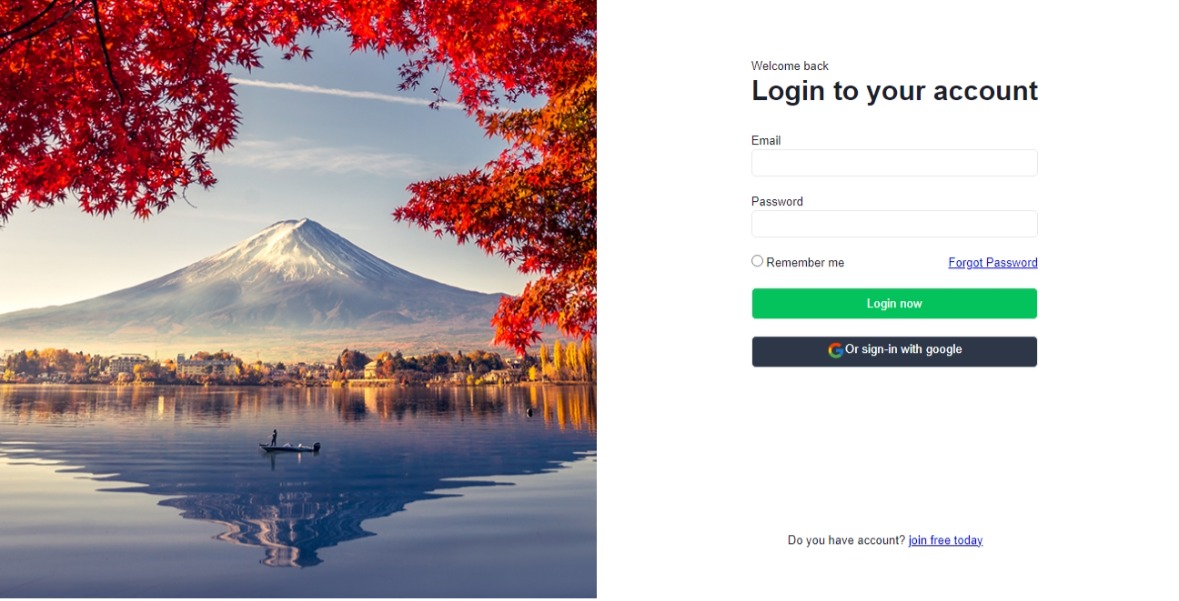 Welcome back
Login to your account
Email
Password
Remember me Forgot Password
Login now
Or sign-in with google
Do you have account? join free today